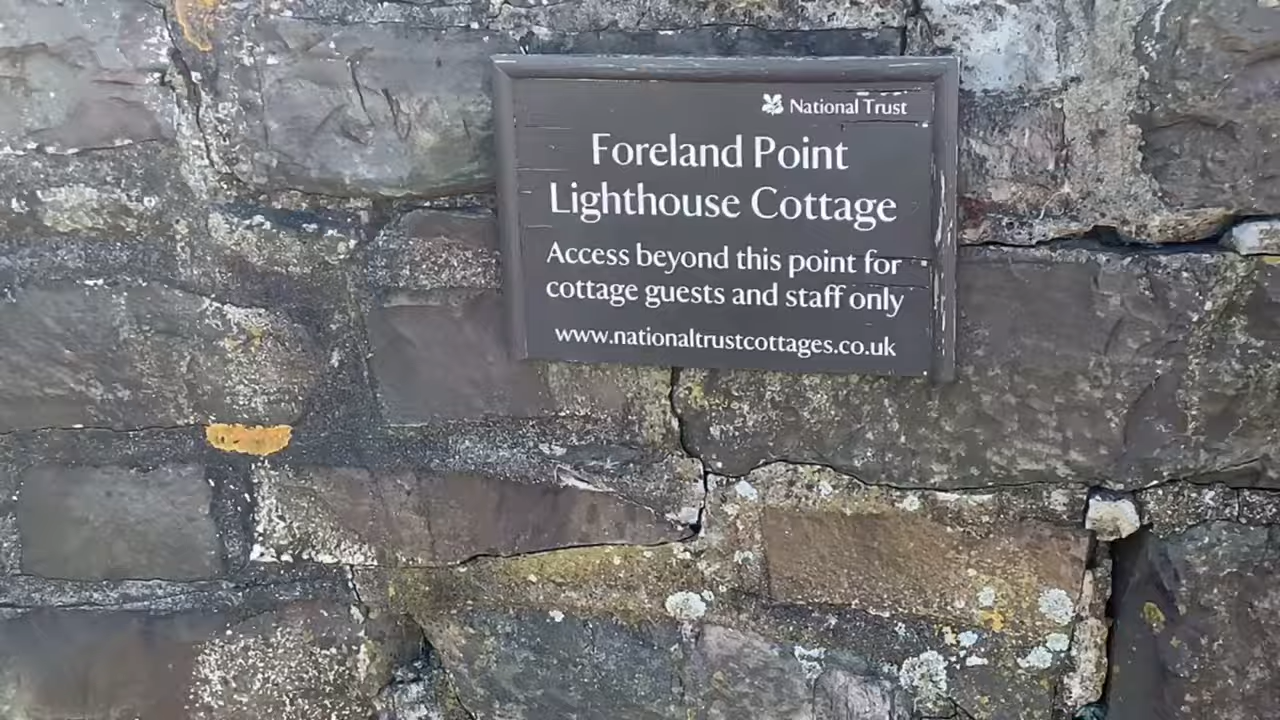 National Trust
Foreland Point
Lighthouse Cottage
Access beyond this point for
cottage guests and staff only
www.nationaltrustcottages.co.uk